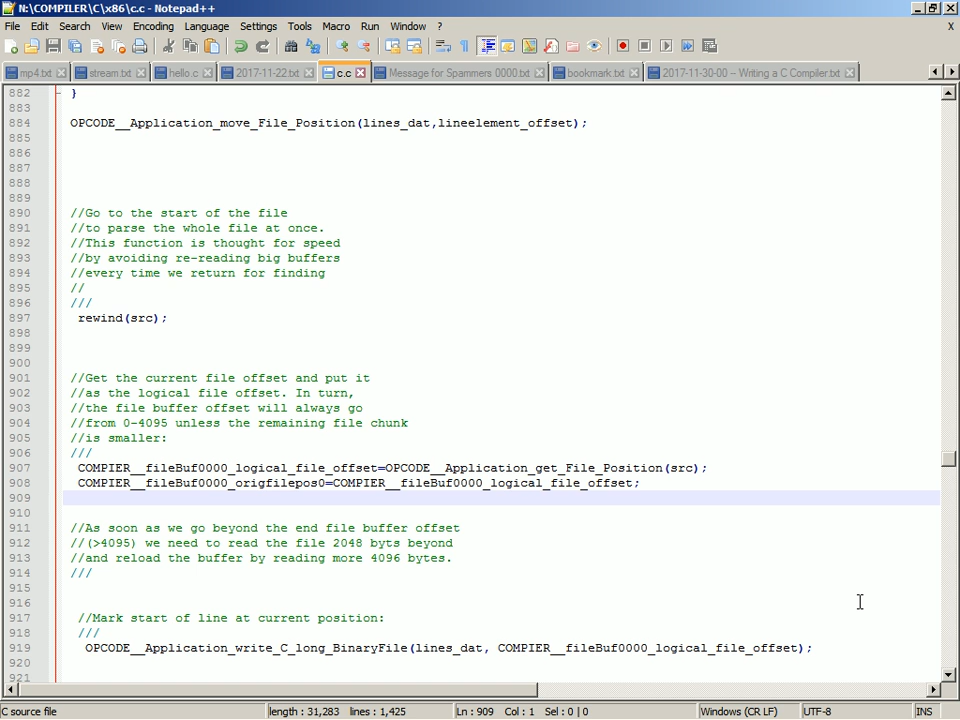 N:\COMPILER\C\x86\c.c - Notepad++
File Edit Search View Encoding Language Settings Tools Macro Run Window ? X
mp4.txt stream.txt hello.c 2017-11-22.txt c.c Message for Spammers 0000.txt bookmark.txt 2017-11-30-00 – Writing a C Compiler.txt
882 }
883
884 OPCODE__Application_move_File_Position(lines_dat,lineelement_offset);
885
886
887
888
889
890 //Go to the start of the file
891 //to parse the whole file at once.
892 //This function is thought for speed
893 //by avoiding re-reading big buffers
894 //every time we return for finding
895 //
896 ///
897 rewind(src);
898
899
900
901 //Get the current file offset and put it
902 //as the logical file offset. In turn,
903 //the file buffer offset will always go
904 //from 0-4095 unless the remaining file chunk
905 //is smaller:
906 ///
907 COMPIER__fileBuf0000_logical_file_offset=OPCODE__Application_get_File_Position(src);
908 COMPIER__fileBuf0000_origfilepos0=COMPIER__fileBuf0000_logical_file_offset;
909
910
911 //As soon as we go beyond the end file buffer offset
912 //(>4095) we need to read the file 2048 byts beyond
913 //and reload the buffer by reading more 4096 bytes.
914 ///
915
916
917 //Mark start of line at current position:
918 ///
919 OPCODE__Application_write_C_long_BinaryFile(lines_dat, COMPIER__fileBuf0000_logical_file_offset);
920
921
C source file length : 31,283 lines : 1,425 Ln : 909 Col : 1 Sel : 0 | 0 Windows (CR LF) UTF-8 INS